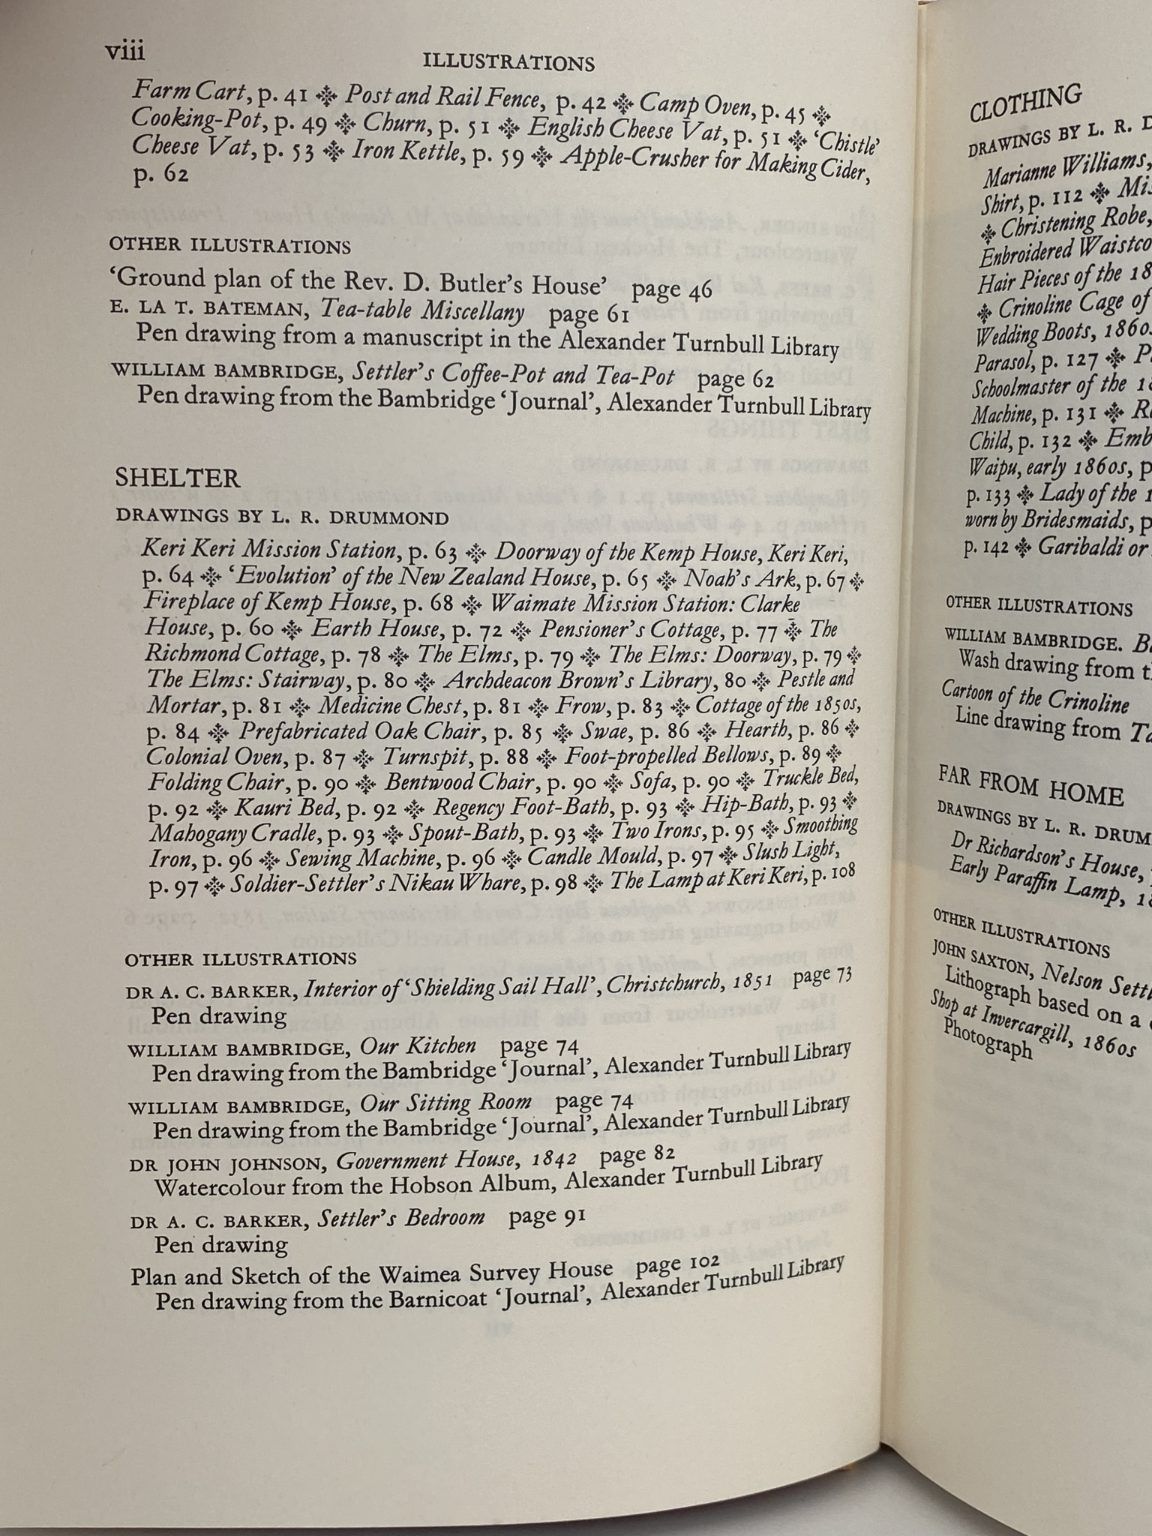 viii
ILLUSTRATIONS
Farm Cart, p. 41 ✥ Post and Rail Fence, p. 42 ✥ Camp Oven, p. 45 ✥
Cooking-Pot, p. 49 ✥ Churn, p. 51 ✥ English Cheese Vat, p. 51 ✥ ‘Chistle’
Cheese Vat, p. 53 ✥ Iron Kettle, p. 59 ✥ Apple-Crusher for Making Cider,
p. 62
OTHER ILLUSTRATIONS
‘Ground plan of the Rev. D. Butler’s House’ page 46
E. LA T. BATEMAN, Tea-table Miscellany page 61
Pen drawing from a manuscript in the Alexander Turnbull Library
WILLIAM BAMBRIDGE, Settler’s Coffee-Pot and Tea-Pot page 62
Pen drawing from the Bambridge ‘Journal’, Alexander Turnbull Library
SHELTER
DRAWINGS BY L. R. DRUMMOND
Keri Keri Mission Station, p. 63 ✥ Doorway of the Kemp House, Keri Keri,
p. 64 ✥ ‘Evolution’ of the New Zealand House, p. 65 ✥ Noah’s Ark, p. 67 ✥
Fireplace of Kemp House, p. 68 ✥ Waimate Mission Station: Clarke
House, p. 60 ✥ Earth House, p. 72 ✥ Pensioner’s Cottage, p. 77 ✥ The
Richmond Cottage, p. 78 ✥ The Elms, p. 79 ✥ The Elms: Doorway, p. 79 ✥
The Elms: Stairway, p. 80 ✥ Archdeacon Brown’s Library, 80 ✥ Pestle and
Mortar, p. 81 ✥ Medicine Chest, p. 81 ✥ Frow, p. 83 ✥ Cottage of the 1850s,
p. 84 ✥ Prefabricated Oak Chair, p. 85 ✥ Swae, p. 86 ✥ Hearth, p. 86 ✥
Colonial Oven, p. 87 ✥ Turnspit, p. 88 ✥ Foot-propelled Bellows, p. 89 ✥
Folding Chair, p. 90 ✥ Bentwood Chair, p. 90 ✥ Sofa, p. 90 ✥ Truckle Bed,
p. 92 ✥ Kauri Bed, p. 92 ✥ Regency Foot-Bath, p. 93 ✥ Hip-Bath, p. 93 ✥
Mahogany Cradle, p. 93 ✥ Spout-Bath, p. 93 ✥ Two Irons, p. 95 ✥ Smoothing
Iron, p. 96 ✥ Sewing Machine, p. 96 ✥ Candle Mould, p. 97 ✥ Slush Light,
p. 97 ✥ Soldier-Settler’s Nikau Whare, p. 98 ✥ The Lamp at Keri Keri, p. 108
OTHER ILLUSTRATIONS
DR A. C. BARKER, Interior of ‘Shielding Sail Hall’, Christchurch, 1851 page 73
Pen drawing
WILLIAM BAMBRIDGE, Our Kitchen page 74
Pen drawing from the Bambridge ‘Journal’, Alexander Turnbull Library
WILLIAM BAMBRIDGE, Our Sitting Room page 74
Pen drawing from the Bambridge ‘Journal’, Alexander Turnbull Library
DR JOHN JOHNSON, Government House, 1842 page 82
Watercolour from the Hobson Album, Alexander Turnbull Library
DR A. C. BARKER, Settler’s Bedroom page 91
Pen drawing
Plan and Sketch of the Waimea Survey House page 102
Pen drawing from the Barnicoat ‘Journal’, Alexander Turnbull Library
CLOTHING
DRAWINGS BY L. R.
Marianne Williams,
Shirt, p. 112 ✥
✥ Christening Robe,
Enbroidered
Hair Pieces of the
✥ Crinoline Cage of
Wedding Boots,
Parasol, p. 127 ✥
Schoolmaster of the
Machine, p. 131 ✥
Child, p. 132 ✥
Waipu, early 1860s,
p. 133 ✥ Lady of the
worn by Bridesmaids,
p. 142 ✥ Garibaldi or
OTHER ILLUSTRATIONS
WILLIAM BAMBRIDGE.
Wash drawing from
Cartoon of the Crinoline
Line drawing from
FAR FROM HOME
DRAWINGS BY L. R.
Dr Richardson’s House,
Early Paraffin Lamp,
OTHER ILLUSTRATIONS
JOHN SAXTON, Nelson
Lithograph based on a
Shop at Invercargill, 1860s
Photograph